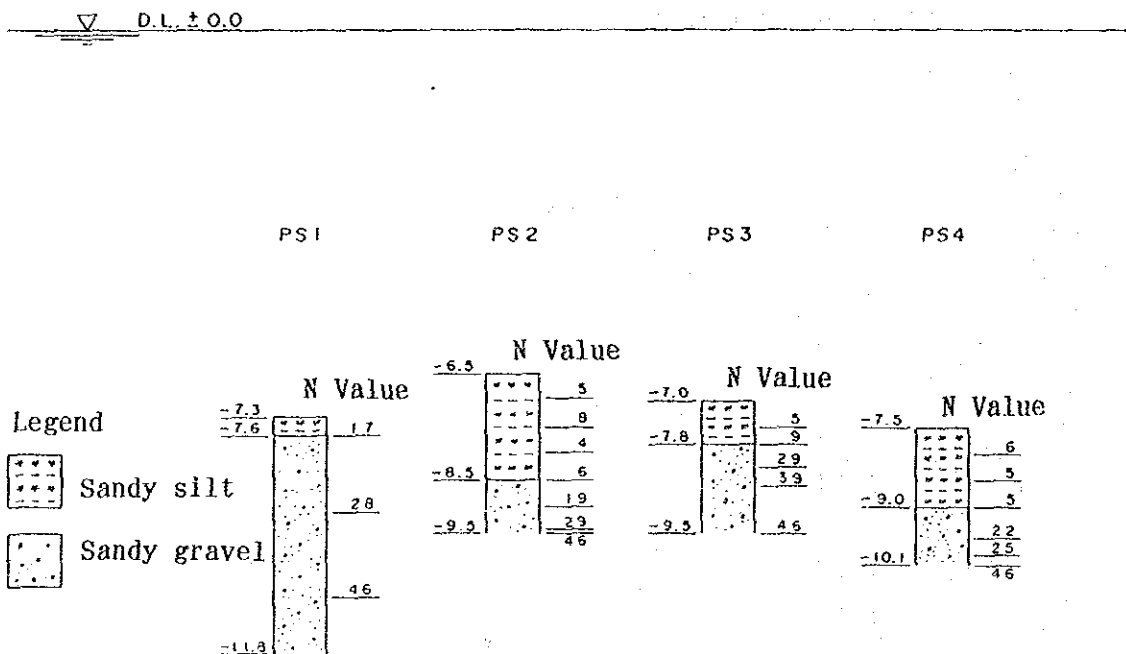 D.L. ± 0.0
PS1
PS2
PS3
PS4
N Value
-6.5
5
8
4
6
-8.5
19
29
46
-9.5
N Value
-7.3
-7.6
17
28
46
-11.8
N Value
-7.0
5
-7.8
9
29
39
-9.5
46
N Value
-7.5
6
5
-9.0
5
22
25
-10.1
46
Legend
Sandy silt
Sandy gravel